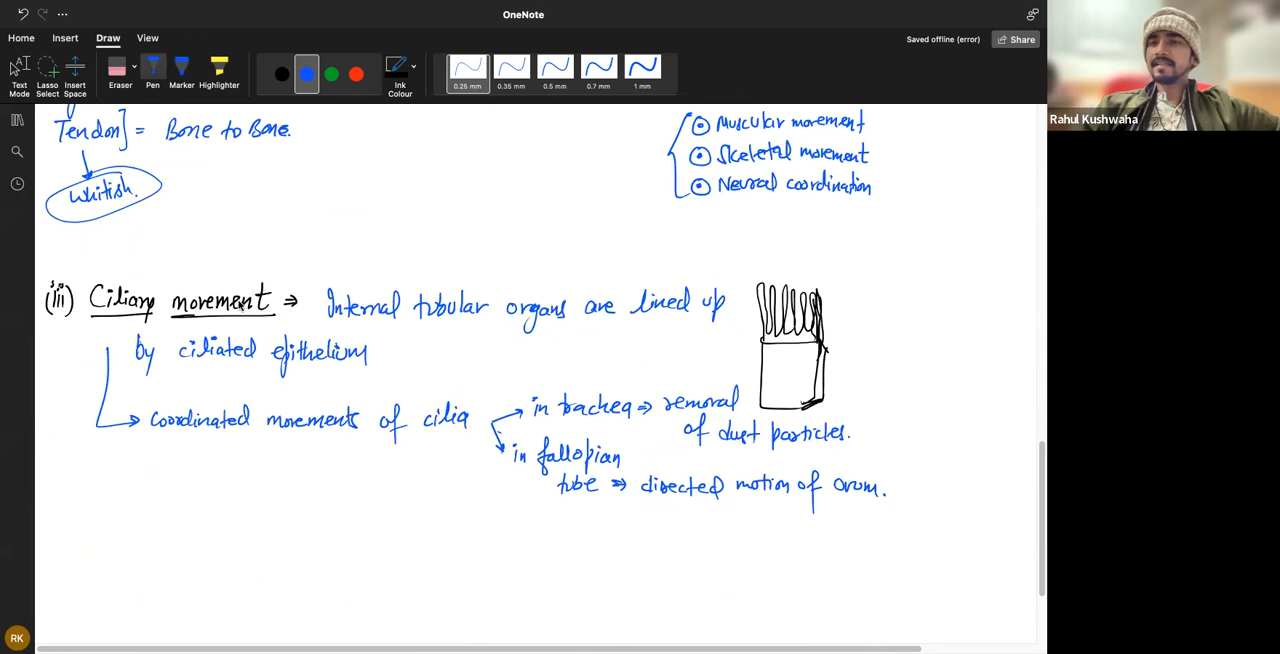 OneNote
Home Insert Draw View
Saved offline (error) Share
Text Mode Lasso Select Insert Space Eraser Pen Marker Highlighter Ink Colour 0.25 mm 0.35 mm 0.5 mm 0.7 mm 1 mm
Rahul Kushwaha
Tendon] = Bone to Bone.
Whitish.
Muscular movement
Skeletal movement
Neural coordination
(iii) Ciliary movement ⇒ Internal tubular organs are lined up
by ciliated epithelium
→ coordinated movements of cilia
in trachea ⇒ removal
of dust particles.
in fallopian
tube ⇒ directed motion of ovum.
RK